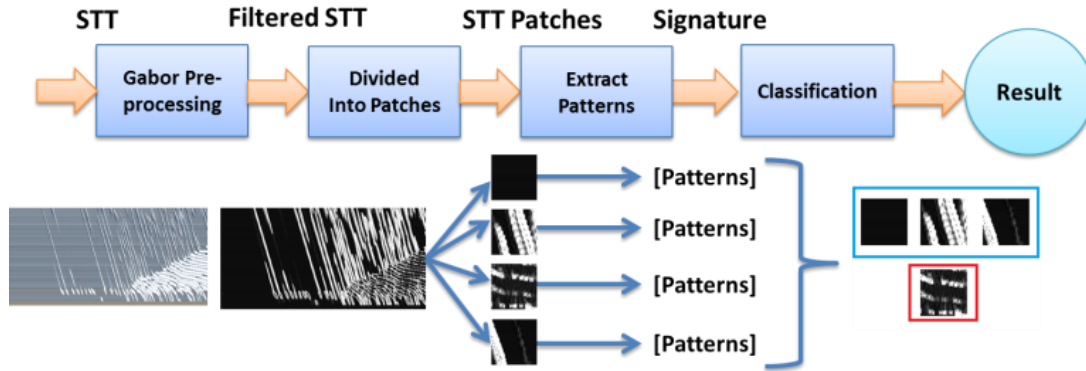 STT
Filtered STT
STT Patches
Signature
Gabor Pre-
processing
Divided
Into Patches
Extract
Patterns
Classification
Result
[Patterns]
[Patterns]
[Patterns]
[Patterns]